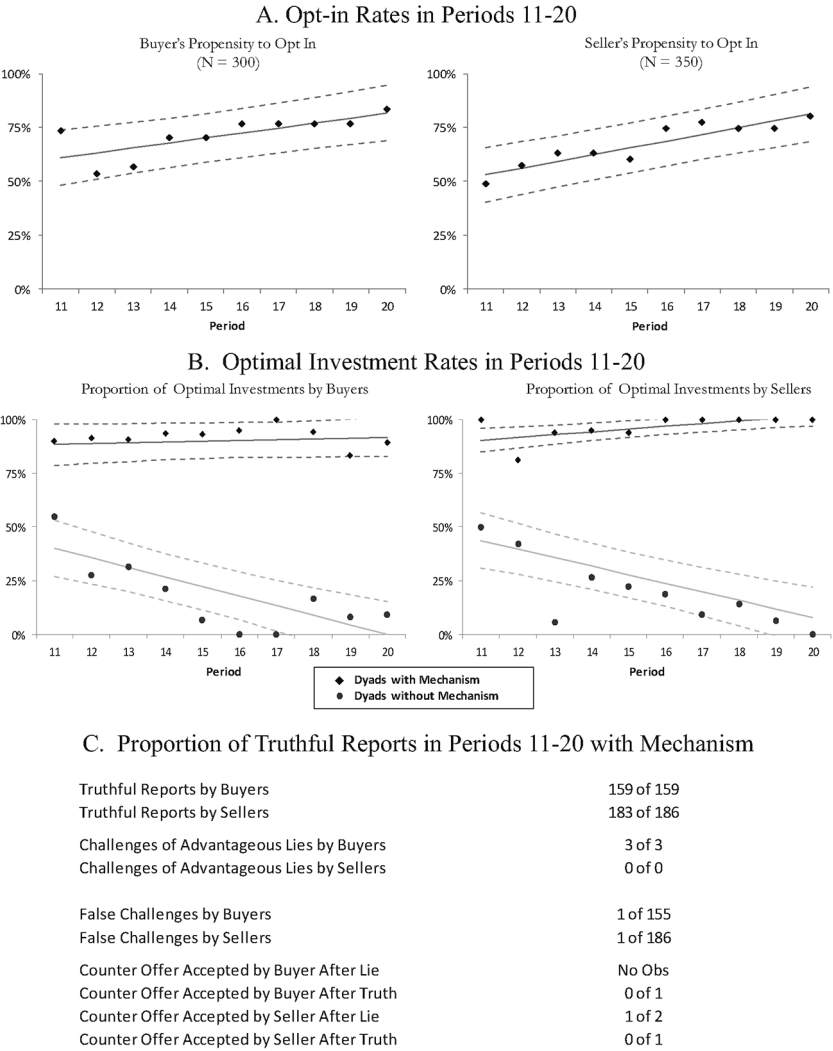 A. Opt-in Rates in Periods 11-20
Buyer's Propensity to Opt In
(N = 300)
100%
75%
50%
25%
0%
11 12 13 14 15 16 17 18 19 20
Period
Seller's Propensity to Opt In
(N = 350)
100%
75%
50%
25%
0%
11 12 13 14 15 16 17 18 19 20
Period
B. Optimal Investment Rates in Periods 11-20
Proportion of Optimal Investments by Buyers
100%
75%
50%
25%
0%
11 12 13 14 15 16 17 18 19 20
Period
Proportion of Optimal Investments by Sellers
100%
75%
50%
25%
0%
11 12 13 14 15 16 17 18 19 20
Period
Dyads with Mechanism
Dyads without Mechanism
C. Proportion of Truthful Reports in Periods 11-20 with Mechanism
Truthful Reports by Buyers 159 of 159
Truthful Reports by Sellers 183 of 186
Challenges of Advantageous Lies by Buyers 3 of 3
Challenges of Advantageous Lies by Sellers 0 of 0
False Challenges by Buyers 1 of 155
False Challenges by Sellers 1 of 186
Counter Offer Accepted by Buyer After Lie No Obs
Counter Offer Accepted by Buyer After Truth 0 of 1
Counter Offer Accepted by Seller After Lie 1 of 2
Counter Offer Accepted by Seller After Truth 0 of 1